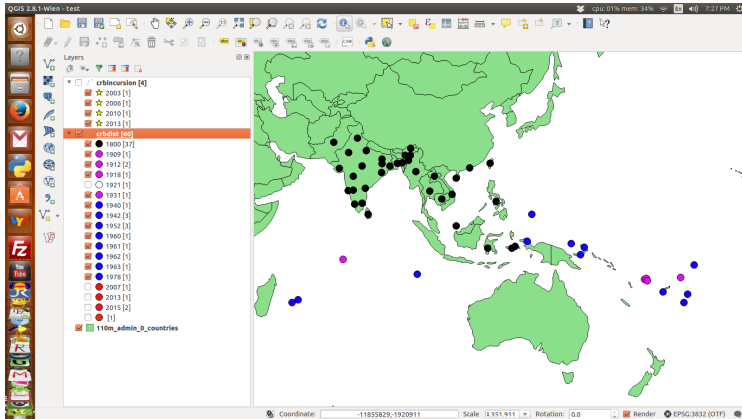 QGIS 2.8.1-Wien - test
cpu: 01% mem: 34%
En
7:27 PM
Layers
crbincursion [4]
2003 [1]
2006 [1]
2010 [1]
2013 [1]
crbdist [60]
1800 [37]
1909 [1]
1912 [2]
1918 [1]
1921 [1]
1931 [1]
1940 [1]
1942 [3]
1952 [3]
1960 [1]
1961 [1]
1962 [1]
1963 [1]
1978 [1]
2007 [1]
2013 [1]
2015 [2]
[1]
110m_admin_0_countries
Coordinate: -11855829,-1920911 Scale Rotation: 0.0 Render EPSG:3832 (OTF)